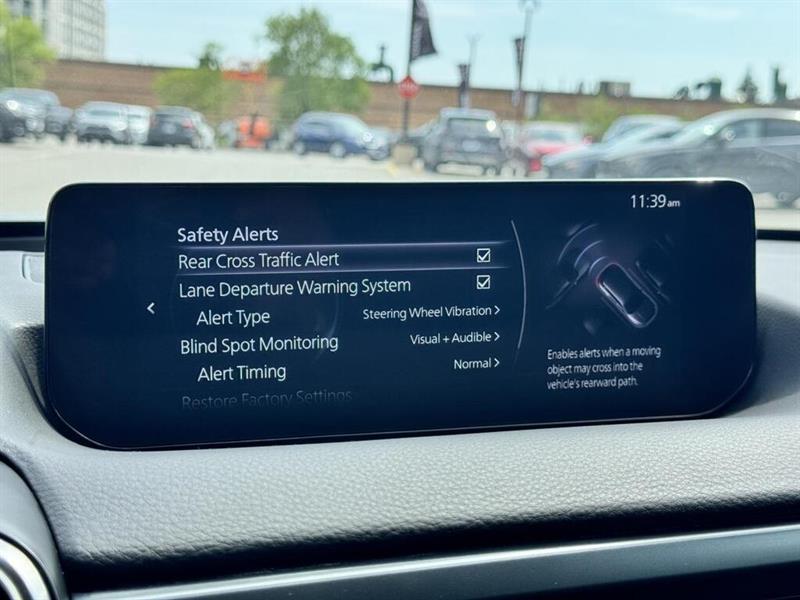 11:39am
Safety Alerts
Rear Cross Traffic Alert
Lane Departure Warning System
Alert Type Steering Wheel Vibration >
Blind Spot Monitoring Visual + Audible >
Alert Timing Normal >
Restore Factory Settings
Enables alerts when a moving
object may cross into the
vehicle's rearward path.